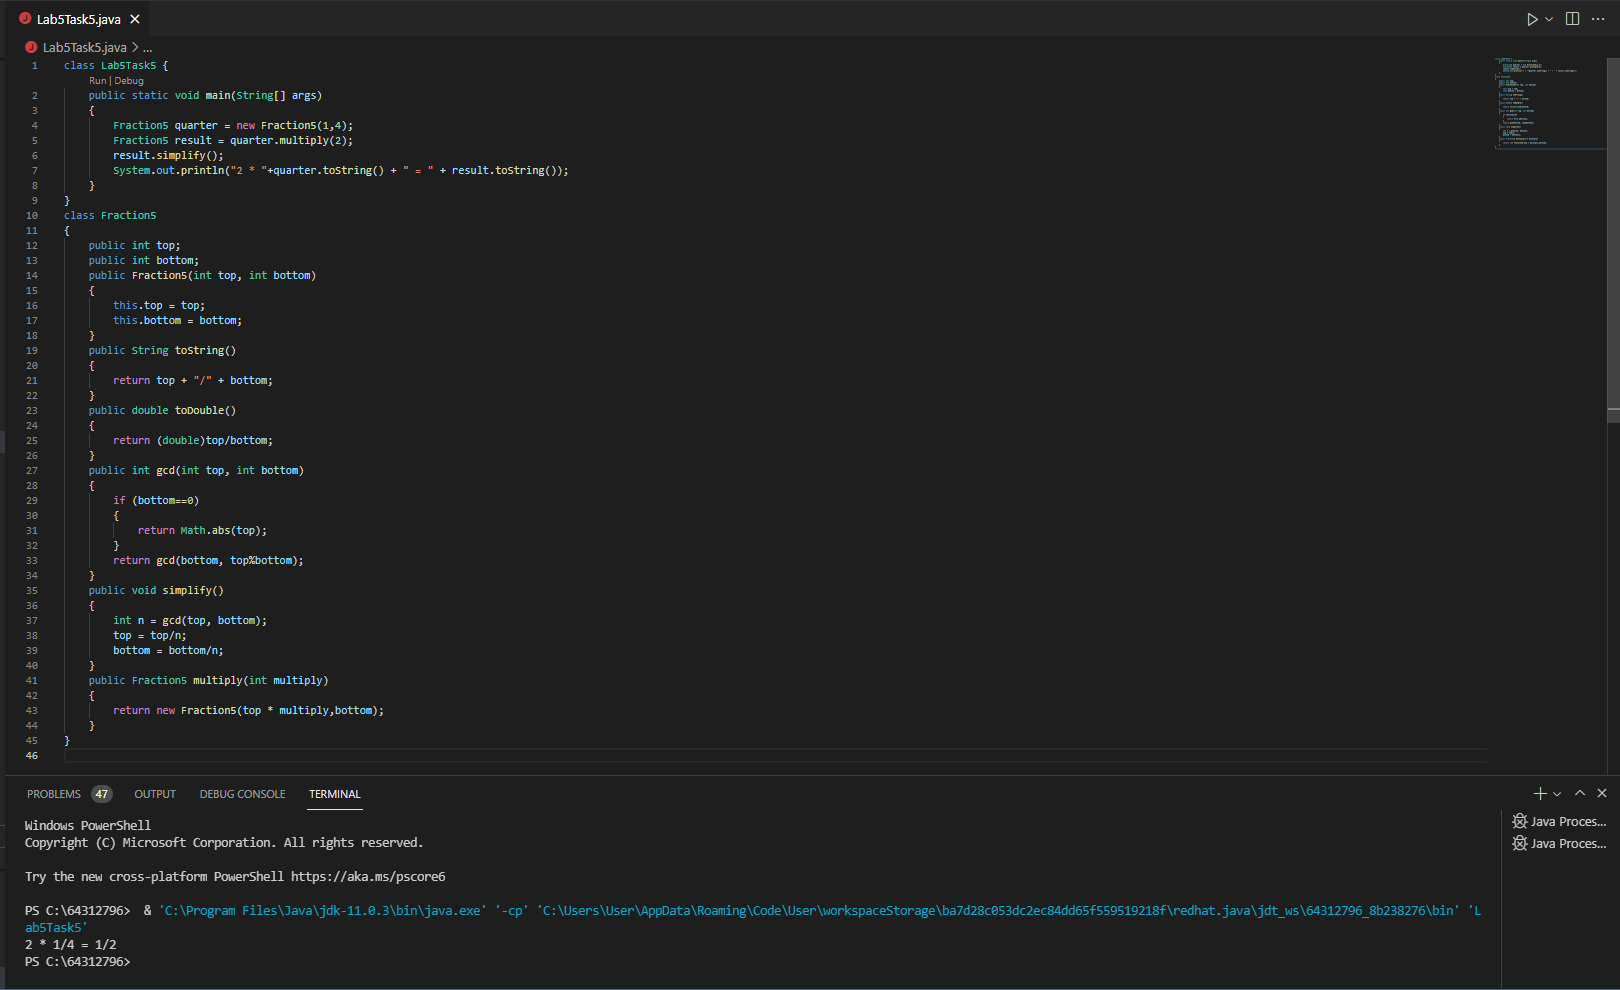 Lab5Task5.java
Lab5Task5.java > ...
1 class Lab5Task5 {
Run | Debug
2 public static void main(String[] args)
3 {
4 Fraction5 quarter = new Fraction5(1,4);
5 Fraction5 result = quarter.multiply(2);
6 result.simplify();
7 System.out.println("2 * "+quarter.toString() + " = " + result.toString());
8 }
9 }
10 class Fraction5
11 {
12 public int top;
13 public int bottom;
14 public Fraction5(int top, int bottom)
15 {
16 this.top = top;
17 this.bottom = bottom;
18 }
19 public String toString()
20 {
21 return top + "/" + bottom;
22 }
23 public double toDouble()
24 {
25 return (double)top/bottom;
26 }
27 public int gcd(int top, int bottom)
28 {
29 if (bottom==0)
30 {
31 return Math.abs(top);
32 }
33 return gcd(bottom, top%bottom);
34 }
35 public void simplify()
36 {
37 int n = gcd(top, bottom);
38 top = top/n;
39 bottom = bottom/n;
40 }
41 public Fraction5 multiply(int multiply)
42 {
43 return new Fraction5(top * multiply,bottom);
44 }
45 }
46
PROBLEMS 47 OUTPUT DEBUG CONSOLE TERMINAL
Windows PowerShell
Copyright (C) Microsoft Corporation. All rights reserved.
Try the new cross-platform PowerShell https://aka.ms/pscore6
PS C:\64312796> & 'C:\Program Files\Java\jdk-11.0.3\bin\java.exe' '-cp' 'C:\Users\User\AppData\Roaming\Code\User\workspaceStorage\ba7d28c053dc2ec84dd65f559519218f\redhat.java\jdt_ws\64312796_8b238276\bin' 'L
ab5Task5'
2 * 1/4 = 1/2
PS C:\64312796>
Java Proces...
Java Proces...